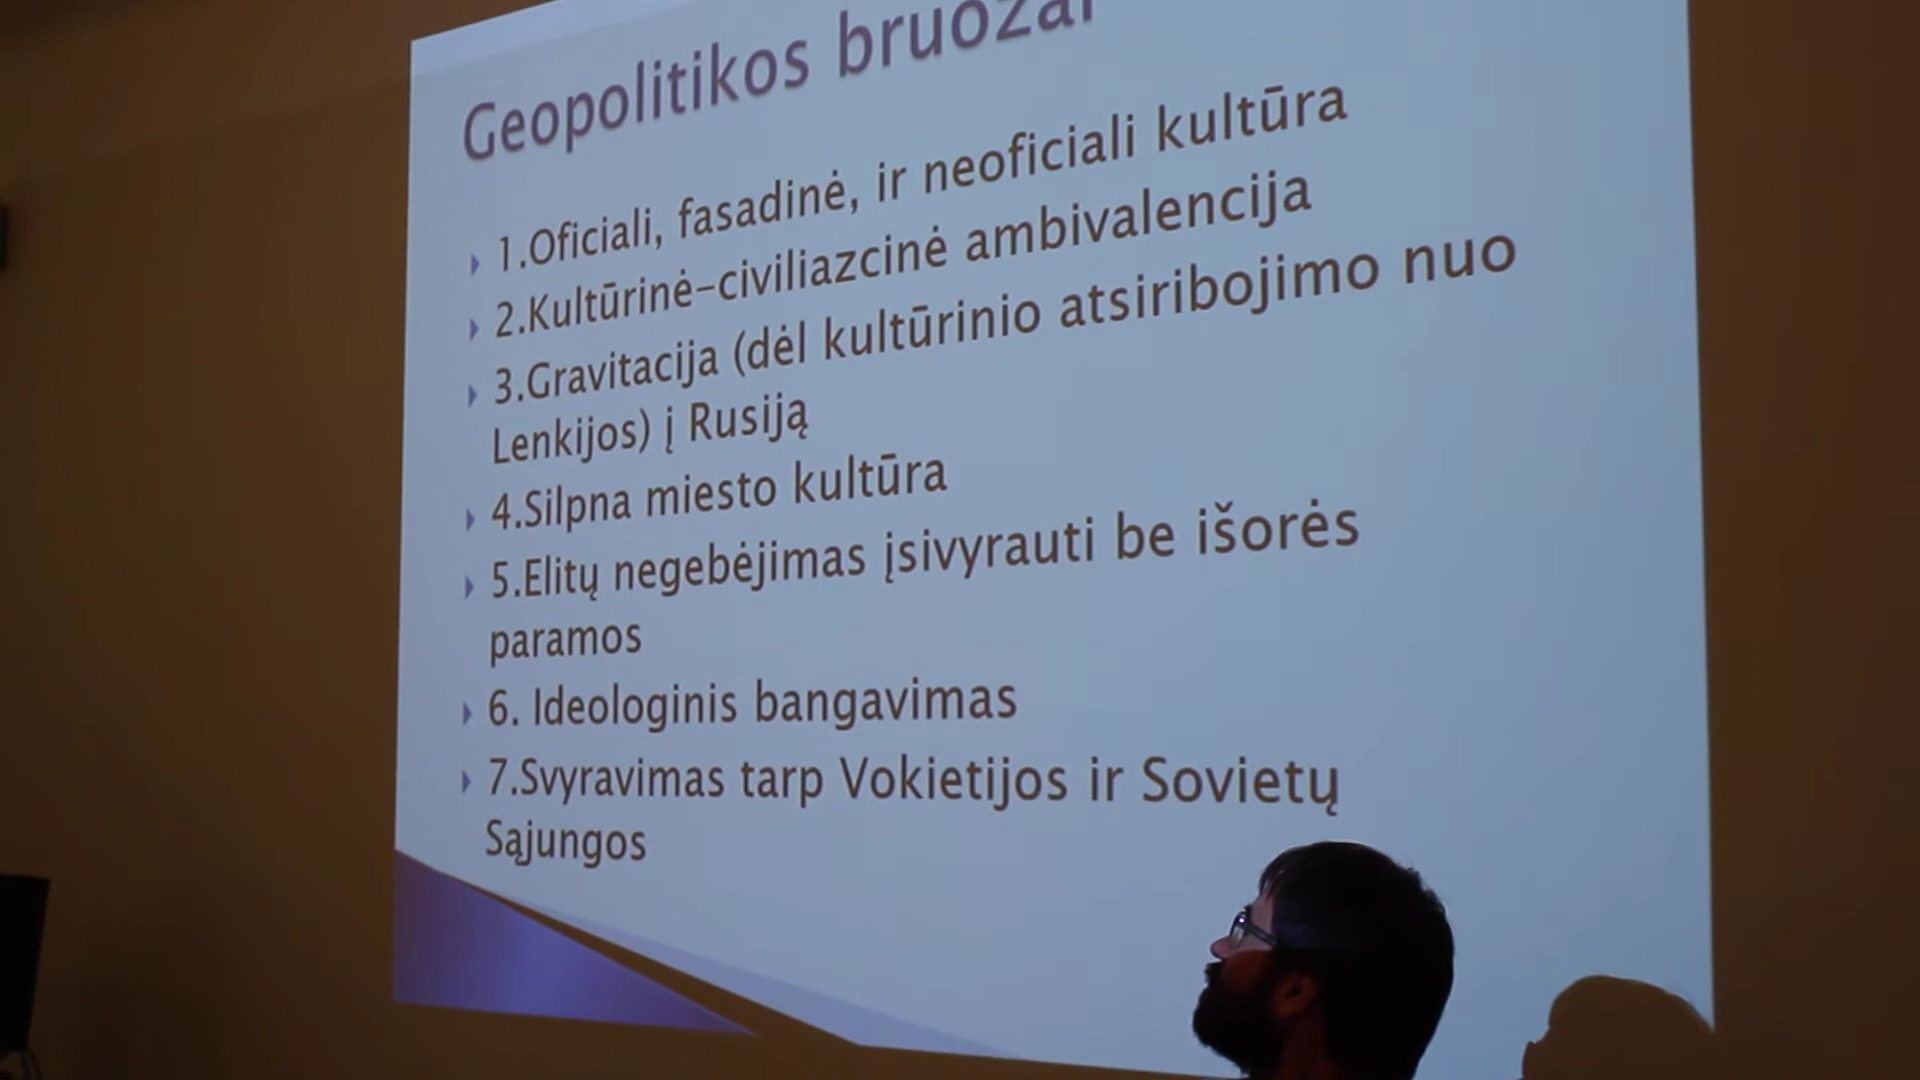 Geopolitikos bruožai
1.Oficiali, fasadinė, ir neoficiali kultūra
2.Kultūrinė-civiliazcinė ambivalencija
3.Gravitacija (dėl kultūrinio atsiribojimo nuo
Lenkijos) į Rusiją
4.Silpna miesto kultūra
5.Elitų negebėjimas įsivyrauti be išorės
paramos
6. Ideologinis bangavimas
7.Svyravimas tarp Vokietijos ir Sovietų
Sąjungos